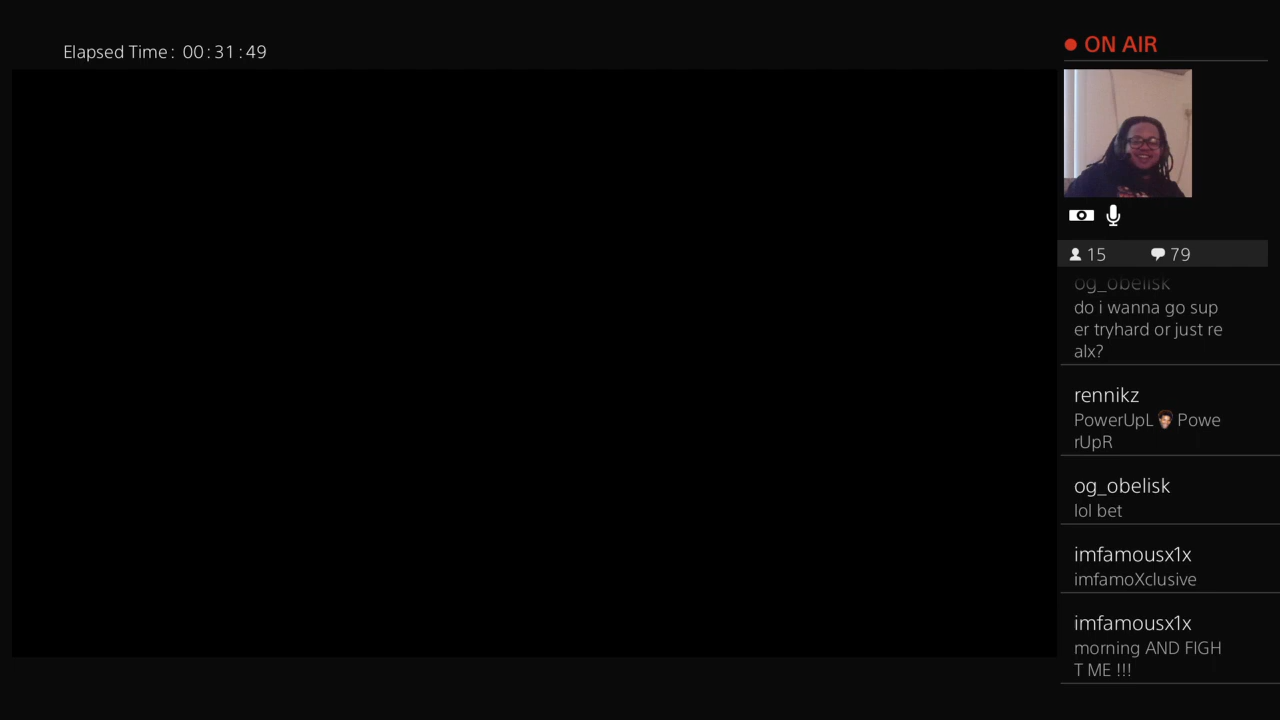 Elapsed Time: 00:31:49
ON AIR
15 79
og_obelisk
do i wanna go sup
er tryhard or just re
alx?
rennikz
PowerUpL Powe
rUpR
og_obelisk
lol bet
imfamousx1x
imfamoXclusive
imfamousx1x
morning AND FIGH
T ME !!!